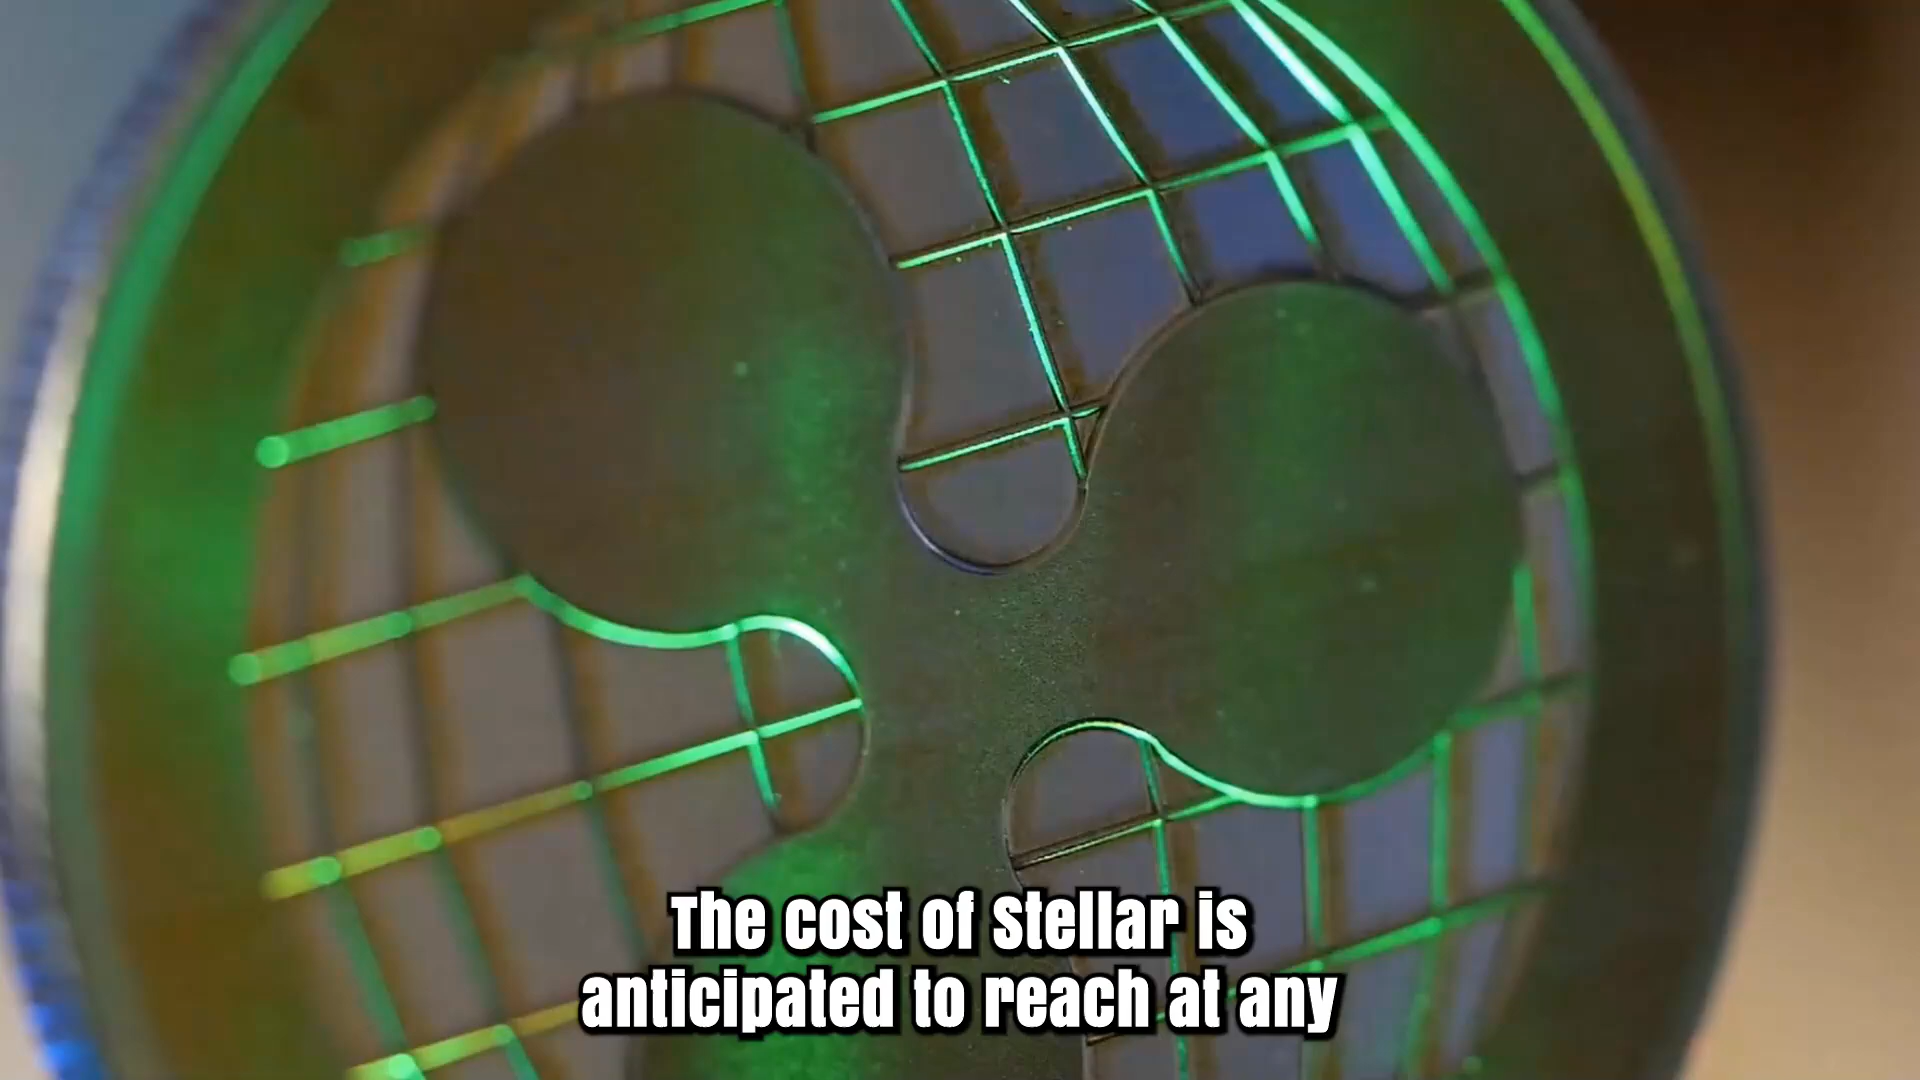 The cost of Stellar is
anticipated to reach at any